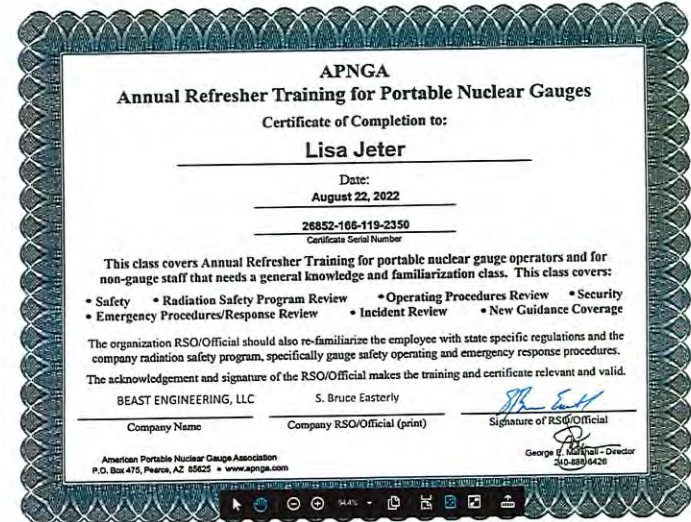 APNGA
Annual Refresher Training for Portable Nuclear Gauges
Certificate of Completion to:
Lisa Jeter
Date:
August 22, 2022
26852-166-119-2350
Certificate Serial Number
This class covers Annual Refresher Training for portable nuclear gauge operators and for
non-gauge staff that needs a general knowledge and familiarization class. This class covers:
• Safety • Radiation Safety Program Review • Operating Procedures Review • Security
• Emergency Procedures/Response Review • Incident Review • New Guidance Coverage
The organization RSO/Official should also re-familiarize the employee with state specific regulations and the
company radiation safety program, specifically gauge safety operating and emergency response procedures.
The acknowledgement and signature of the RSO/Official makes the training and certificate relevant and valid.
BEAST ENGINEERING, LLC S. Bruce Easterly
Company Name Company RSO/Official (print) Signature of RSO/Official
American Portable Nuclear Gauge Association
P.O. Box 475, Pearce, AZ 85625 • www.apnga.com
George E. Marshall - Director
240-888-6426